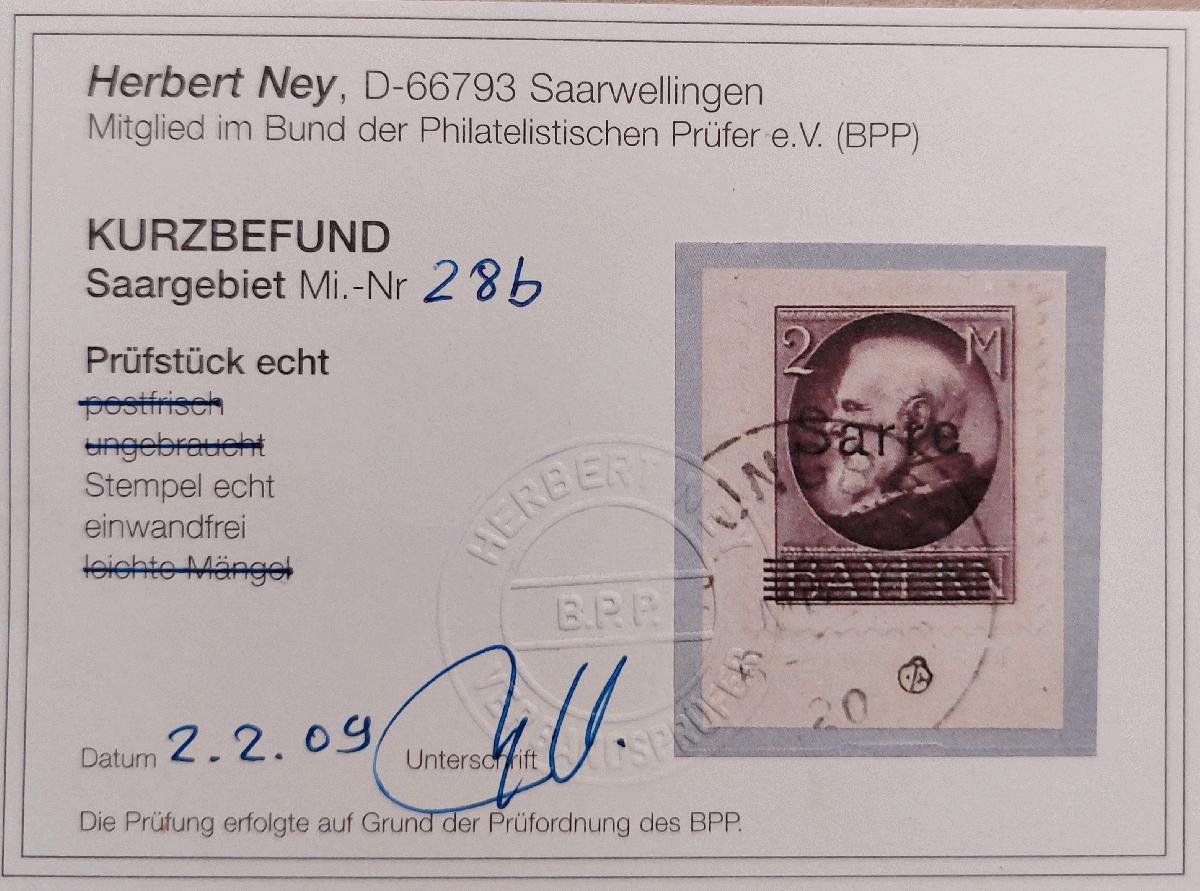 Herbert Ney, D-66793 Saarwellingen
Mitglied im Bund der Philatelistischen Prüfer e.V. (BPP)
KURZBEFUND
Saargebiet Mi.-Nr 28b
Prüfstück echt
postfrisch
ungebraucht
Stempel echt
einwandfrei
leichte Mängel
2 M
Sarre
BAYERN
20
HERBERT N
B.P.P.
VERBANDSPRÜFER
Datum 2.2.09 Unterschrift
Die Prüfung erfolgte auf Grund der Prüfordnung des BPP.